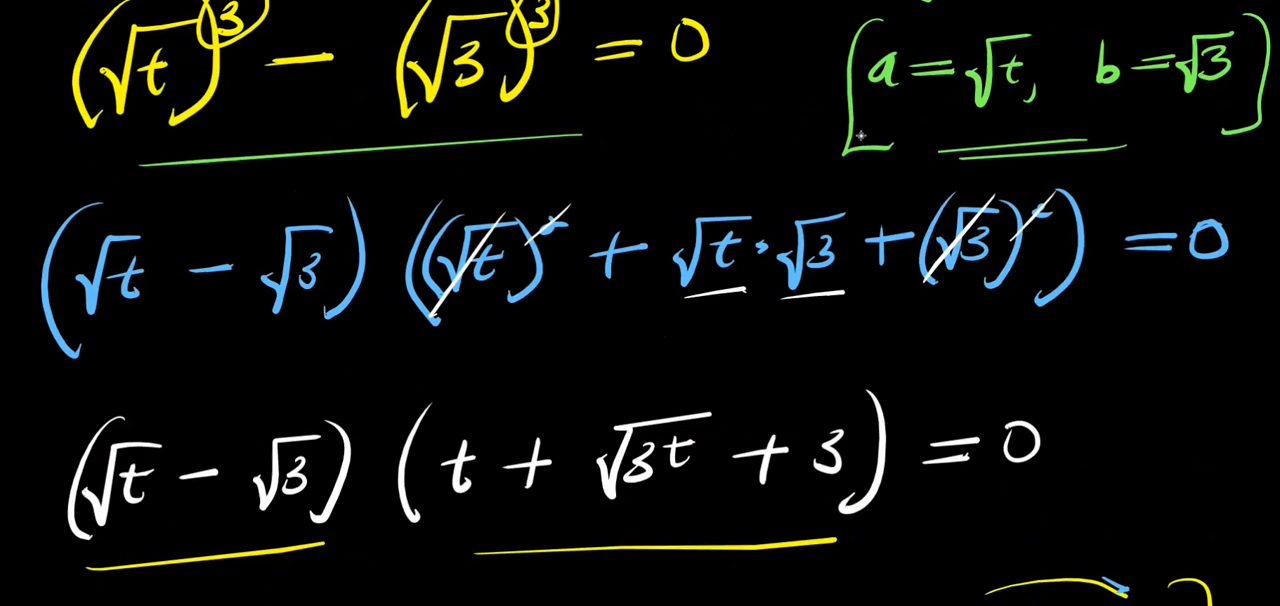 (√t)³ − (√3)³ = 0
[a = √t, b = √3]
(√t − √3) ((√t)² + √t · √3 + (√3)²) = 0
(√t − √3) (t + √3t + 3) = 0